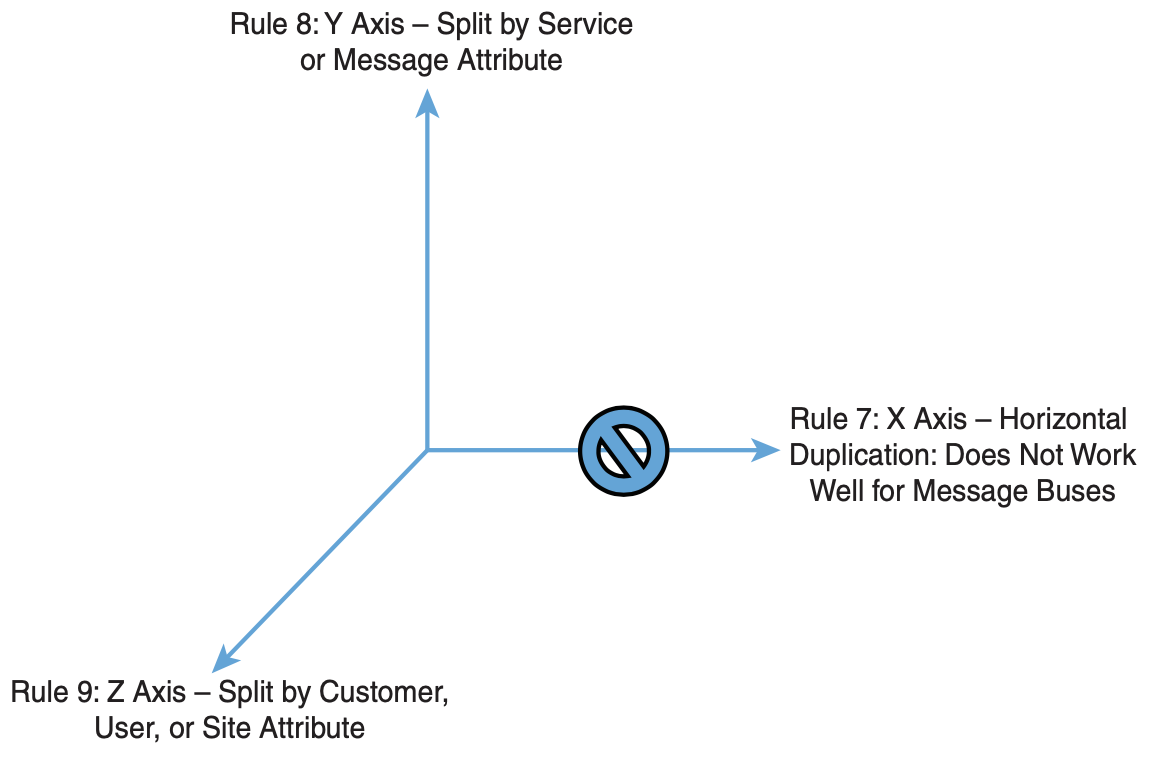 Rule 8: Y Axis – Split by Service
or Message Attribute
Rule 7: X Axis – Horizontal
Duplication: Does Not Work
Well for Message Buses
Rule 9: Z Axis – Split by Customer,
User, or Site Attribute